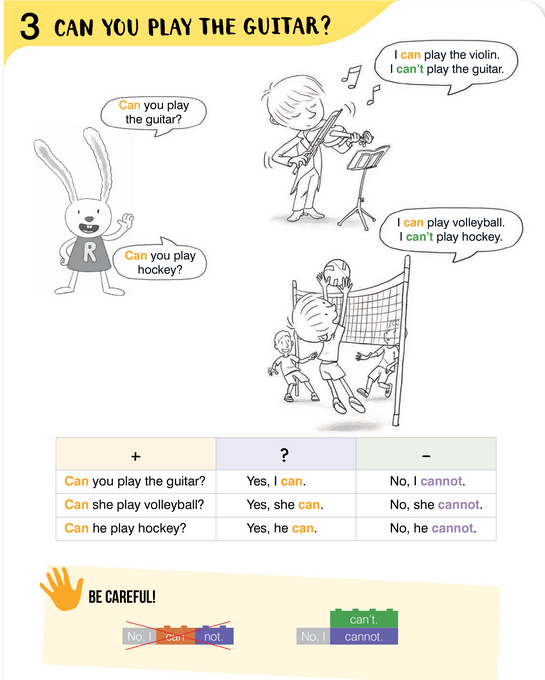 3 CAN YOU PLAY THE GUITAR?
I can play the violin.
I can't play the guitar.
Can you play
the guitar?
R
Can you play
hockey?
I can play volleyball.
I can't play hockey.
+ ? –
Can you play the guitar? Yes, I can. No, I cannot.
Can she play volleyball? Yes, she can. No, she cannot.
Can he play hockey? Yes, he can. No, he cannot.
BE CAREFUL!
can't.
No, I can not. No, I cannot.